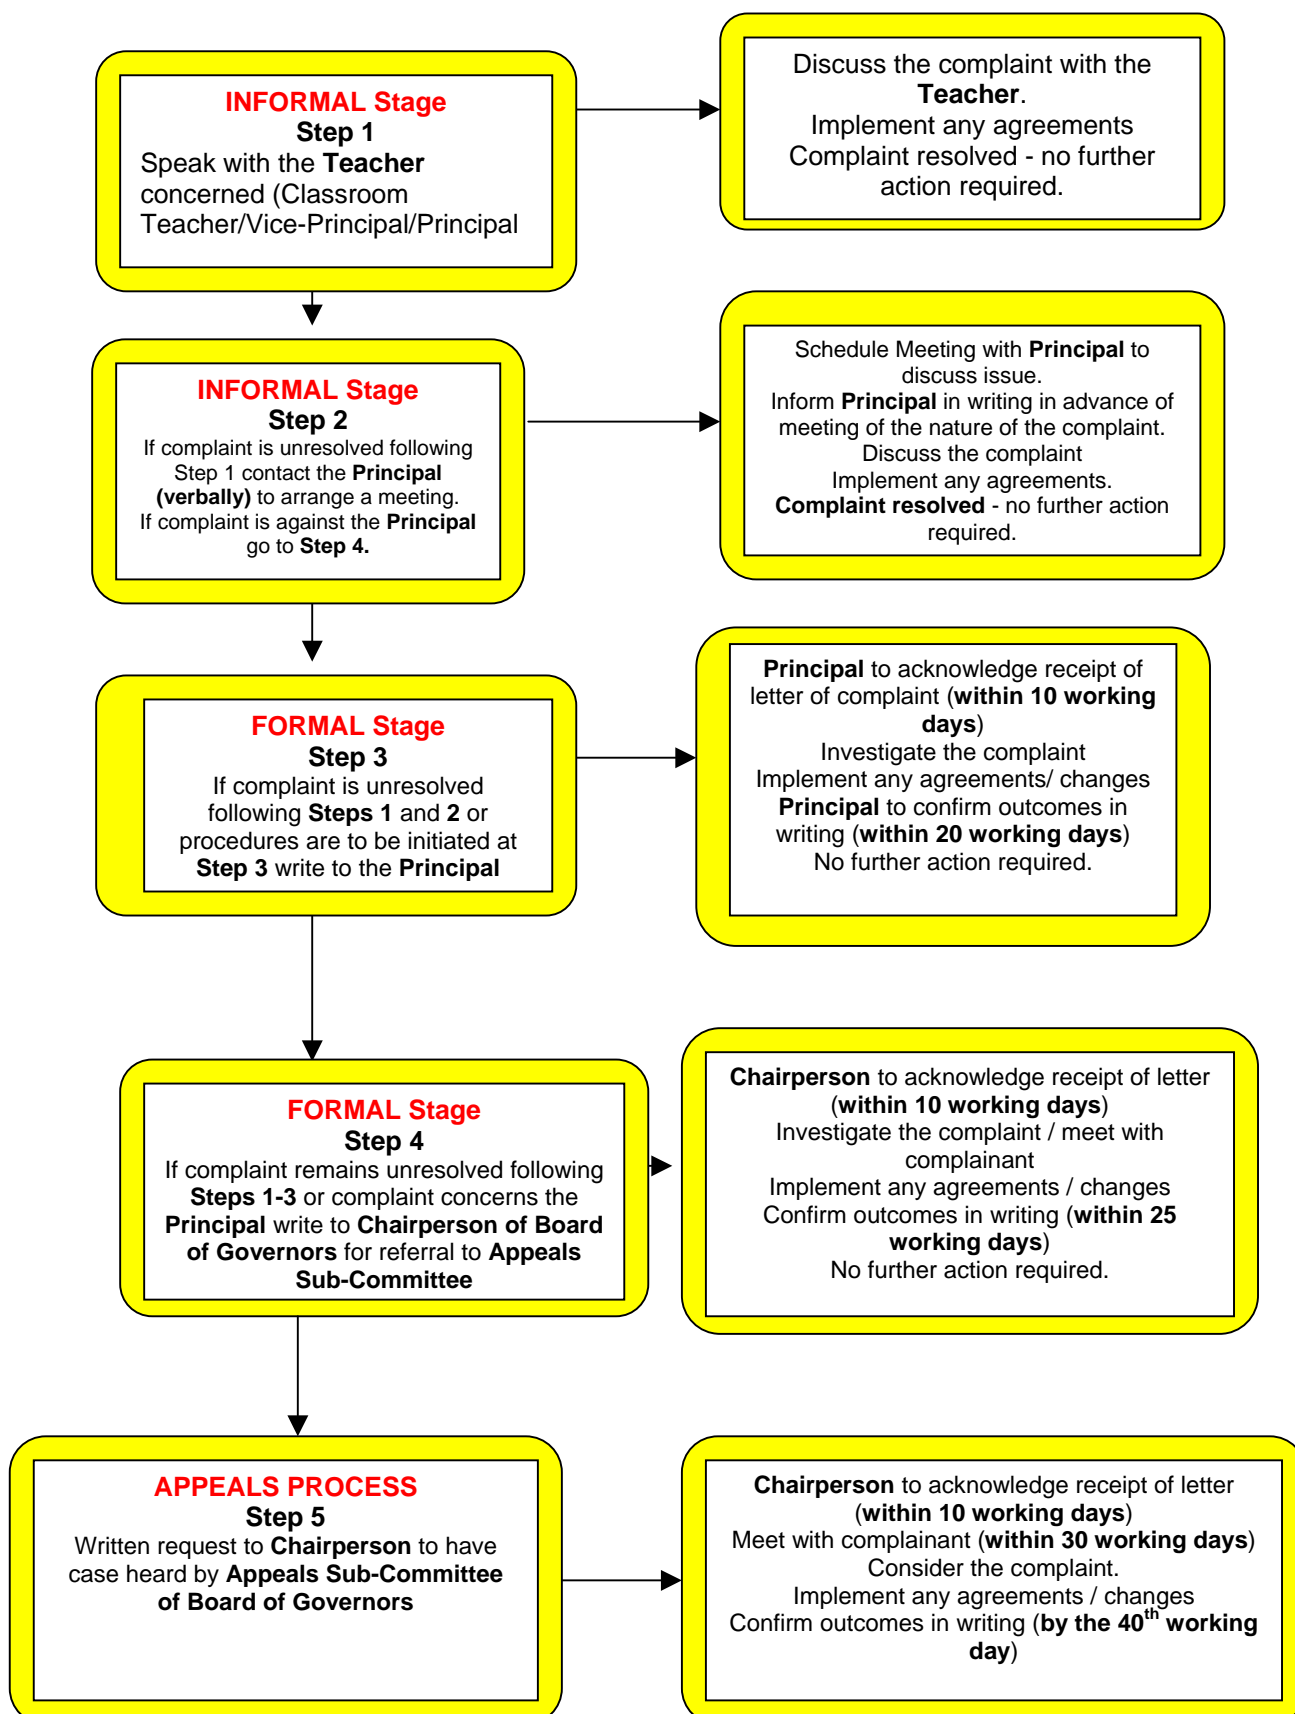 INFORMAL Stage
Step 1
Speak with the Teacher
concerned (Classroom
Teacher/Vice-Principal/Principal
Discuss the complaint with the
Teacher.
Implement any agreements
Complaint resolved - no further
action required.
INFORMAL Stage
Step 2
If complaint is unresolved following
Step 1 contact the Principal
(verbally) to arrange a meeting.
If complaint is against the Principal
go to Step 4.
Schedule Meeting with Principal to
discuss issue.
Inform Principal in writing in advance of
meeting of the nature of the complaint.
Discuss the complaint
Implement any agreements.
Complaint resolved - no further action
required.
FORMAL Stage
Step 3
If complaint is unresolved
following Steps 1 and 2 or
procedures are to be initiated at
Step 3 write to the Principal
Principal to acknowledge receipt of
letter of complaint (within 10 working
days)
Investigate the complaint
Implement any agreements/ changes
Principal to confirm outcomes in
writing (within 20 working days)
No further action required.
FORMAL Stage
Step 4
If complaint remains unresolved following
Steps 1-3 or complaint concerns the
Principal write to Chairperson of Board
of Governors for referral to Appeals
Sub-Committee
Chairperson to acknowledge receipt of letter
(within 10 working days)
Investigate the complaint / meet with
complainant
Implement any agreements / changes
Confirm outcomes in writing (within 25
working days)
No further action required.
APPEALS PROCESS
Step 5
Written request to Chairperson to have
case heard by Appeals Sub-Committee
of Board of Governors
Chairperson to acknowledge receipt of letter
(within 10 working days)
Meet with complainant (within 30 working days)
Consider the complaint.
Implement any agreements / changes
Confirm outcomes in writing (by the 40th working
day)